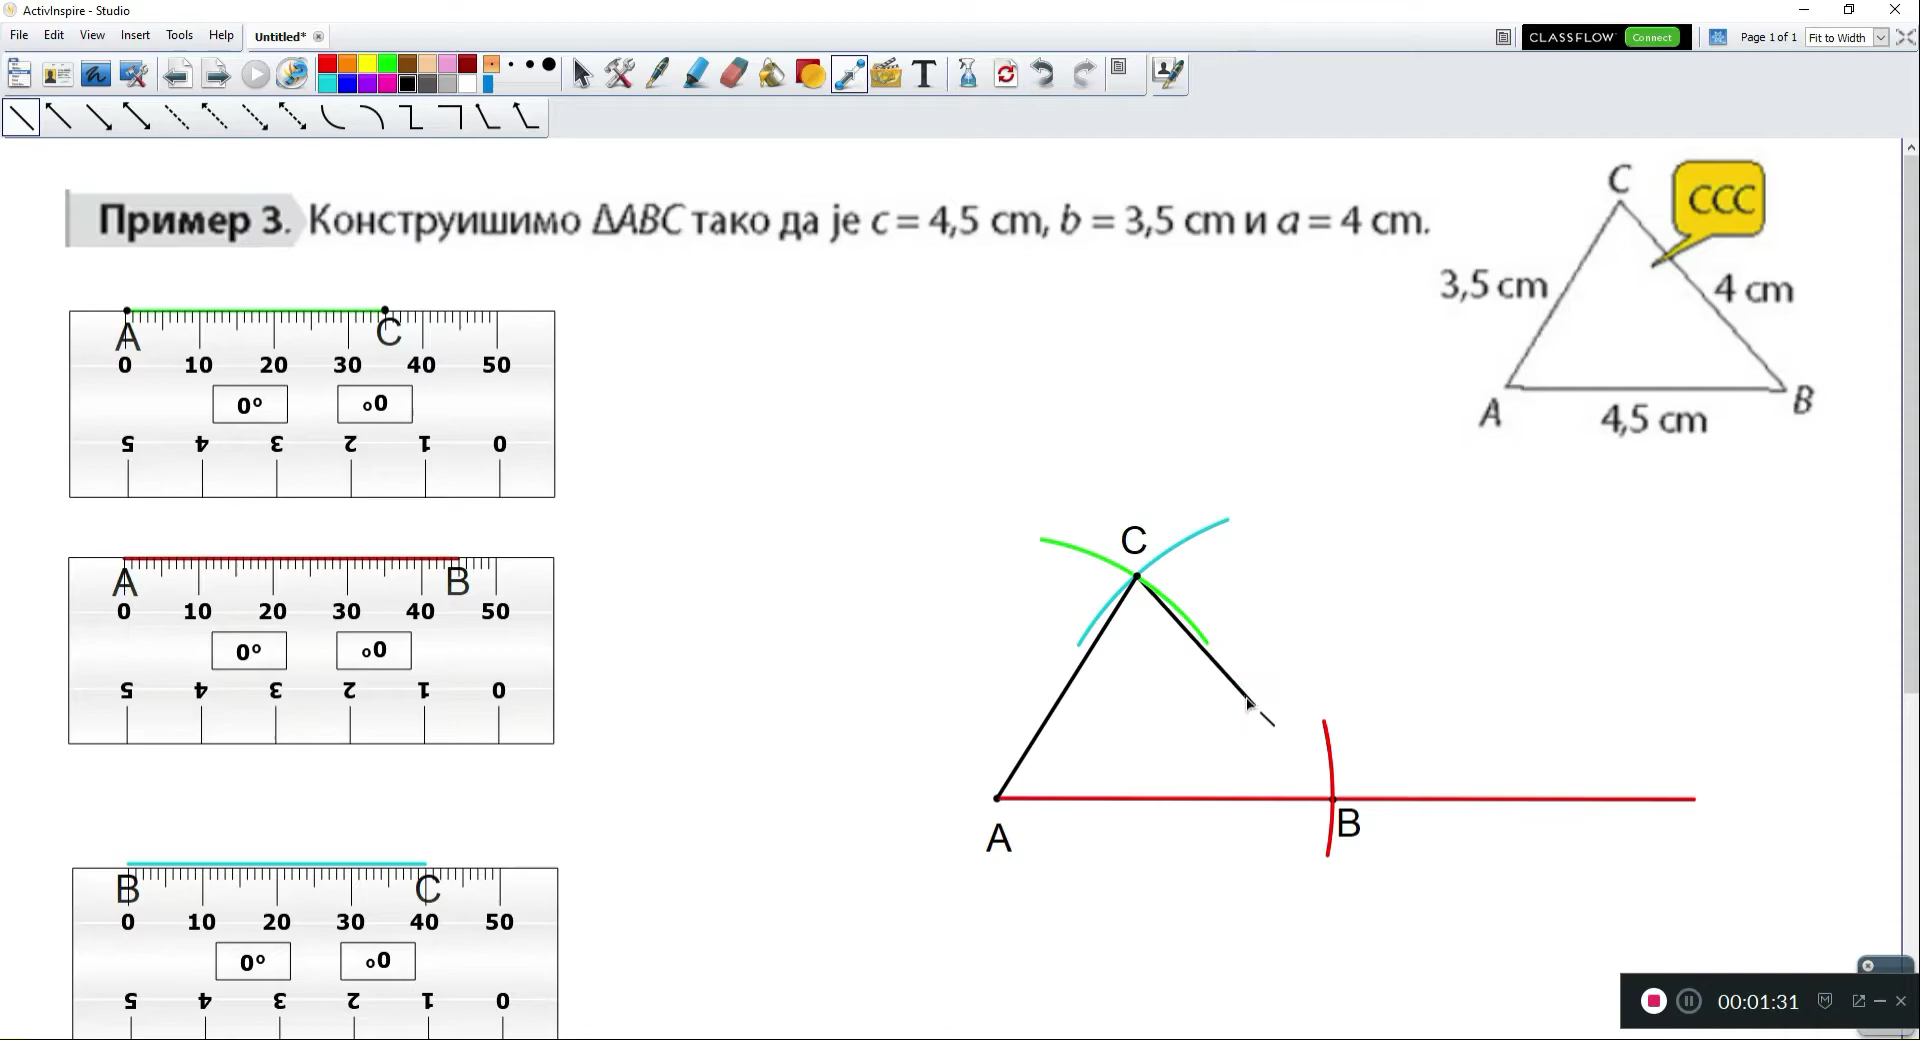 ActivInspire - Studio
File Edit View Insert Tools Help Untitled*
CLASSFLOW Connect Page 1 of 1 Fit to Width
T
Пример 3. Конструишимо ΔABC тако да је c = 4,5 cm, b = 3,5 cm и a = 4 cm.
C
CCC
3,5 cm
4 cm
A
B
4,5 cm
A C
0 10 20 30 40 50
0° 0°
5 4 3 2 1 0
A B
0 10 20 30 40 50
0° 0°
5 4 3 2 1 0
C
A
B
B C
0 10 20 30 40 50
0° 0°
5 4 3 2 1 0
00:01:31